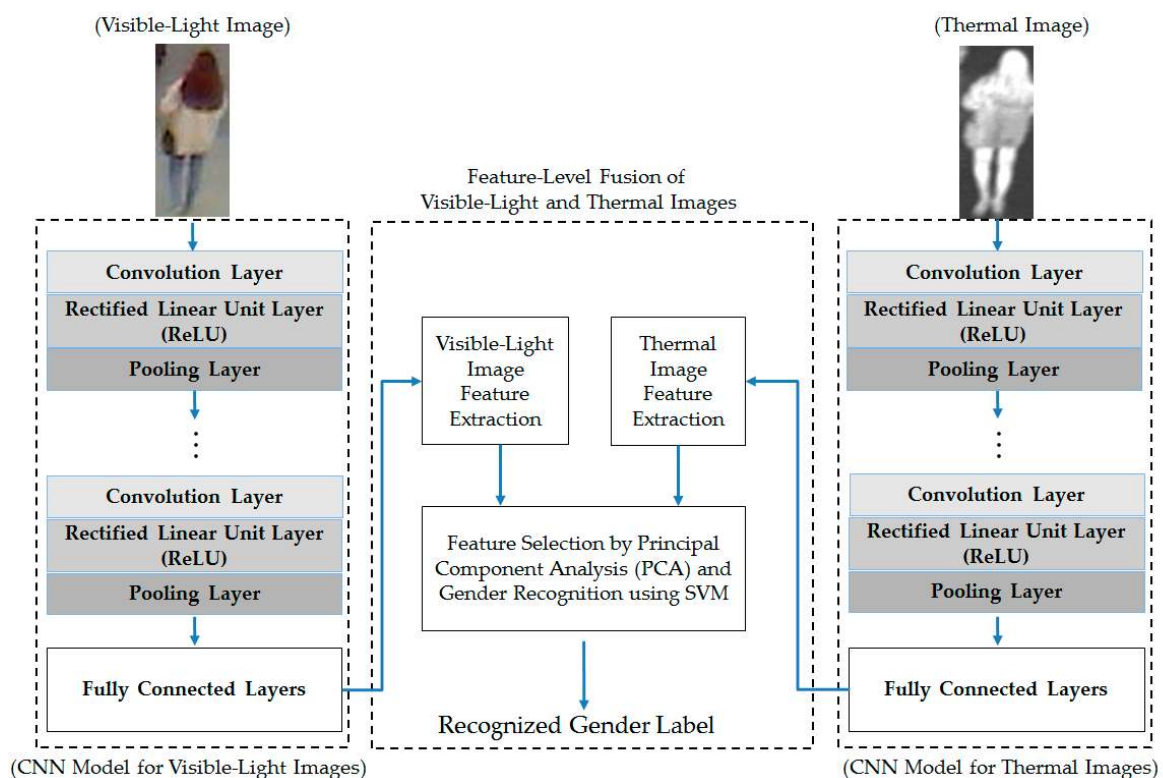 (Visible-Light Image)
Convolution Layer
Rectified Linear Unit Layer
(ReLU)
Pooling Layer
⋮
Convolution Layer
Rectified Linear Unit Layer
(ReLU)
Pooling Layer
Fully Connected Layers
(CNN Model for Visible-Light Images)
Feature-Level Fusion of
Visible-Light and Thermal Images
Visible-Light
Image
Feature
Extraction
Thermal
Image
Feature
Extraction
Feature Selection by Principal
Component Analysis (PCA) and
Gender Recognition using SVM
Recognized Gender Label
(Thermal Image)
Convolution Layer
Rectified Linear Unit Layer
(ReLU)
Pooling Layer
⋮
Convolution Layer
Rectified Linear Unit Layer
(ReLU)
Pooling Layer
Fully Connected Layers
(CNN Model for Thermal Images)